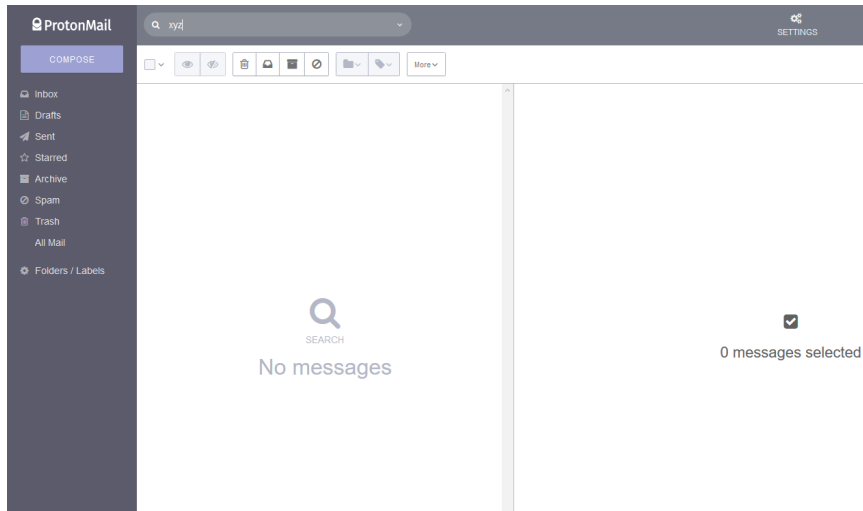 ProtonMail
xyz
SETTINGS
COMPOSE
More
Inbox
Drafts
Sent
Starred
Archive
Spam
Trash
All Mail
Folders / Labels
SEARCH
No messages
0 messages selected